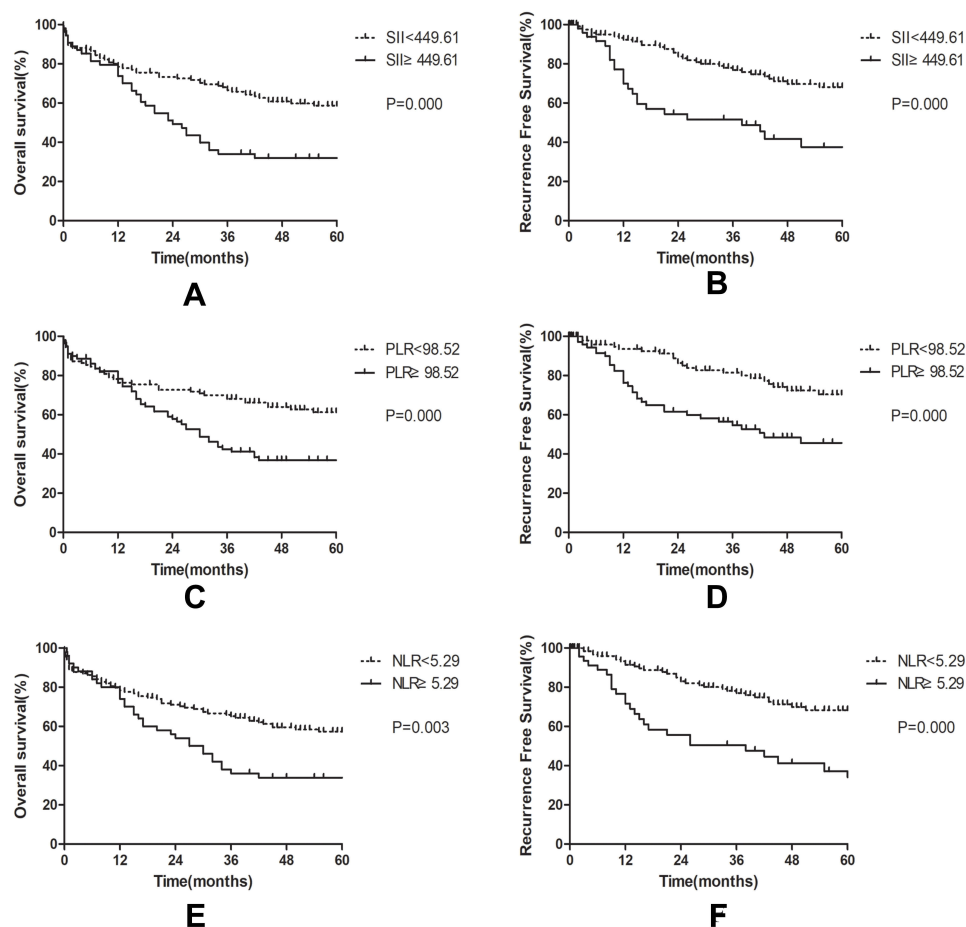 100
80
60
40
20
0
0 12 24 36 48 60
Overall survival(%)
Time(months)
SII<449.61
SII≥ 449.61
P=0.000
A
100
80
60
40
20
0
0 12 24 36 48 60
Recurrence Free Survival(%)
Time(months)
SII<449.61
SII≥ 449.61
P=0.000
B
100
80
60
40
20
0
0 12 24 36 48 60
Overall survival(%)
Time(months)
PLR<98.52
PLR≥ 98.52
P=0.000
C
100
80
60
40
20
0
0 12 24 36 48 60
Recurrence Free Survival(%)
Time(months)
PLR<98.52
PLR≥ 98.52
P=0.000
D
100
80
60
40
20
0
0 12 24 36 48 60
Overall survival(%)
Time(months)
NLR<5.29
NLR≥ 5.29
P=0.003
E
100
80
60
40
20
0
0 12 24 36 48 60
Recurrence Free Survival(%)
Time(months)
NLR<5.29
NLR≥ 5.29
P=0.000
F